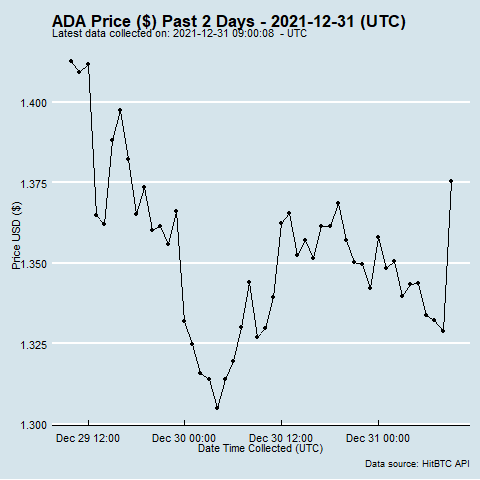 ADA Price ($) Past 2 Days - 2021-12-31 (UTC)
Latest data collected on: 2021-12-31 09:00:08 - UTC
1.400
1.375
1.350
1.325
1.300
Price USD ($)
Dec 29 12:00 Dec 30 00:00 Dec 30 12:00 Dec 31 00:00
Date Time Collected (UTC)
Data source: HitBTC API